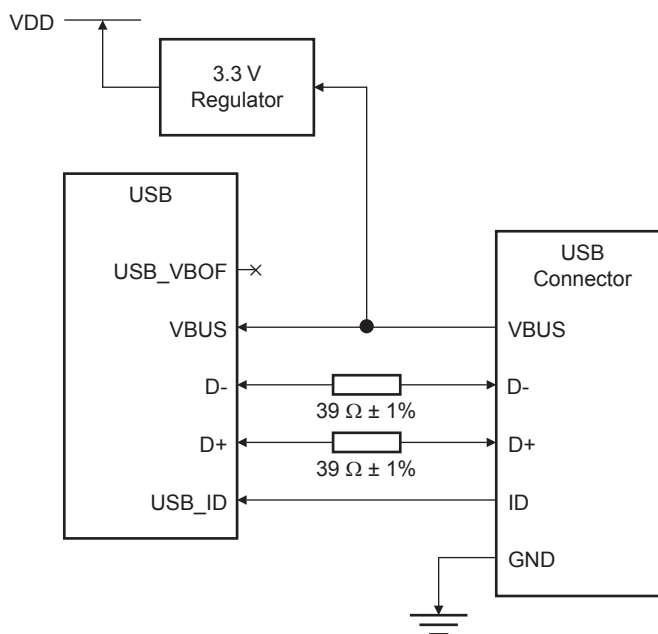 VDD
3.3 V
Regulator
USB
USB_VBOF
VBUS
D-
D+
USB_ID
39 Ω ± 1%
39 Ω ± 1%
USB
Connector
VBUS
D-
D+
ID
GND